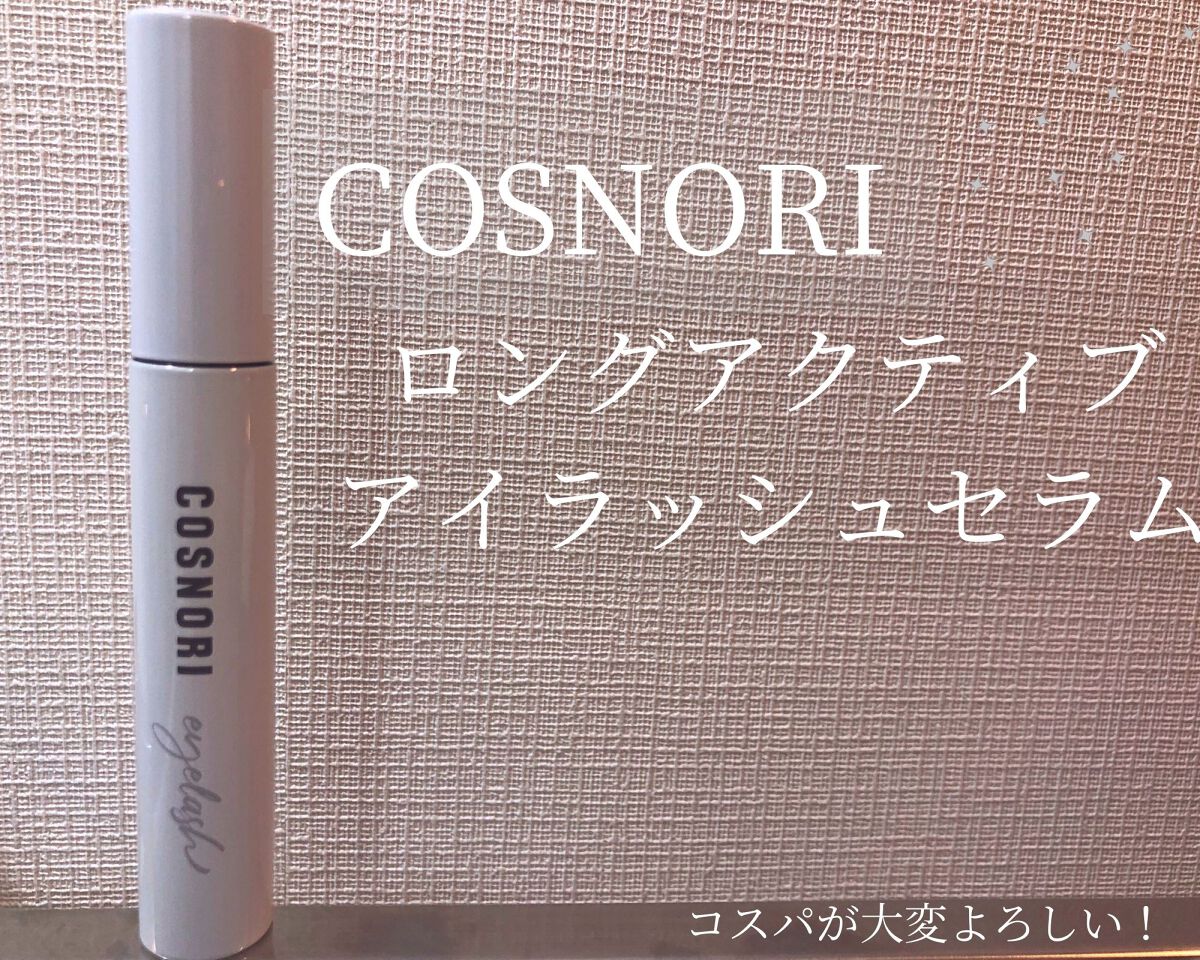 COSNORI
ロングアクティブ
アイラッシュセラム
COSNORI eyelash
コスパが大変よろしい！